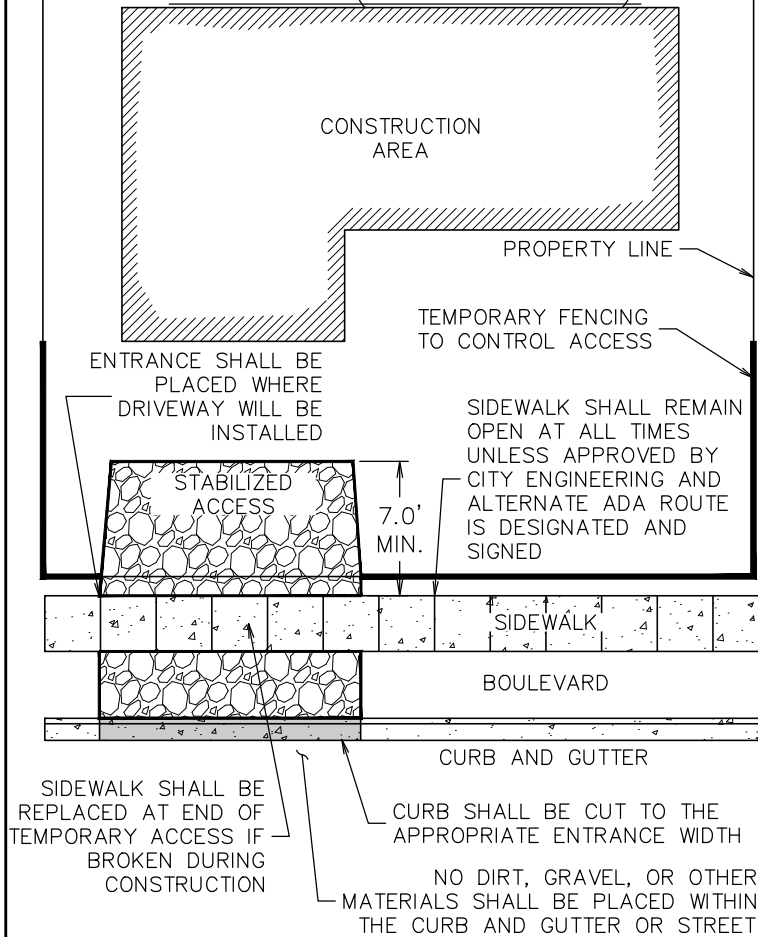 CONSTRUCTION
AREA
PROPERTY LINE
TEMPORARY FENCING
TO CONTROL ACCESS
ENTRANCE SHALL BE
PLACED WHERE
DRIVEWAY WILL BE
INSTALLED
SIDEWALK SHALL REMAIN
OPEN AT ALL TIMES
UNLESS APPROVED BY
CITY ENGINEERING AND
ALTERNATE ADA ROUTE
IS DESIGNATED AND
SIGNED
STABILIZED
ACCESS
7.0'
MIN.
SIDEWALK
BOULEVARD
CURB AND GUTTER
SIDEWALK SHALL BE
REPLACED AT END OF
TEMPORARY ACCESS IF
BROKEN DURING
CONSTRUCTION
CURB SHALL BE CUT TO THE
APPROPRIATE ENTRANCE WIDTH
NO DIRT, GRAVEL, OR OTHER
MATERIALS SHALL BE PLACED WITHIN
THE CURB AND GUTTER OR STREET